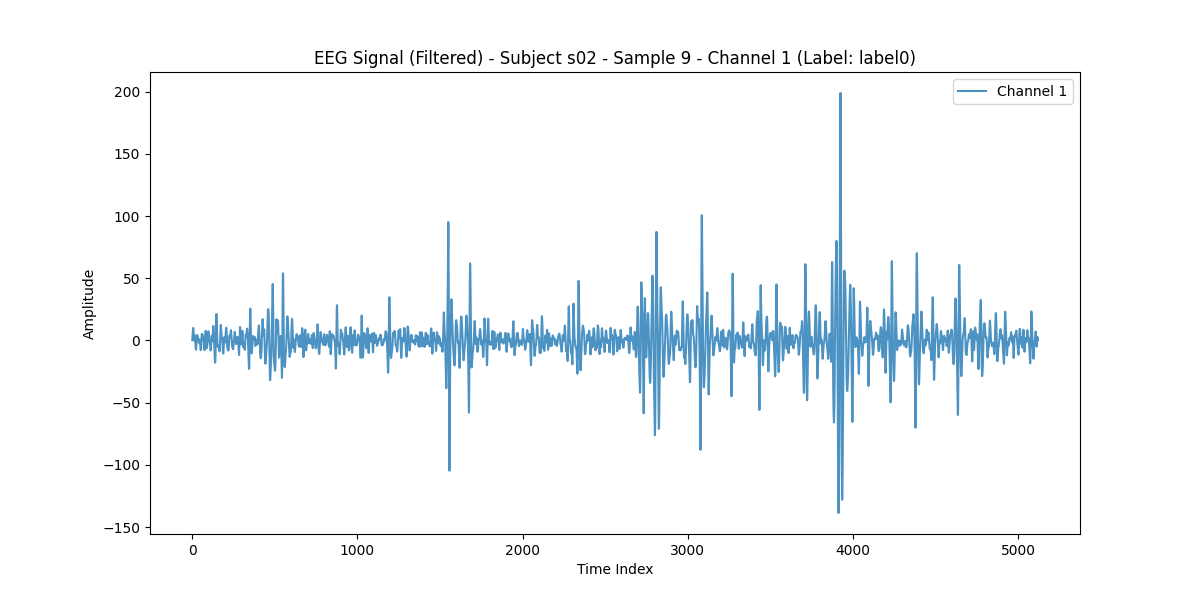 EEG Signal (Filtered) - Subject s02 - Sample 9 - Channel 1 (Label: label0)
Channel 1
200
150
100
50
0
−50
−100
−150
Amplitude
0 1000 2000 3000 4000 5000
Time Index